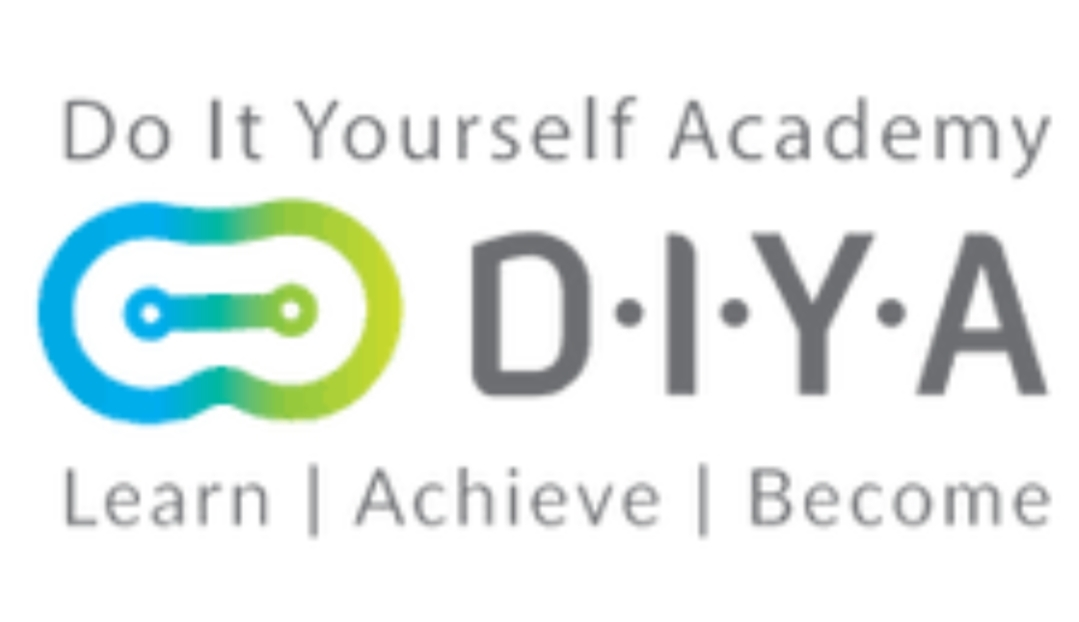 Do It Yourself Academy
D·I·Y·A
Learn | Achieve | Become